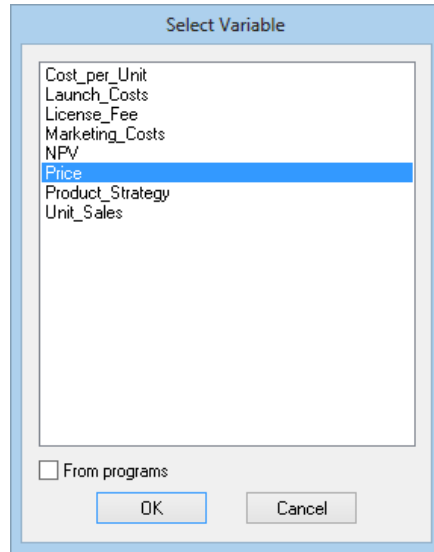 Select Variable
Cost_per_Unit
Launch_Costs
License_Fee
Marketing_Costs
NPV
Price
Product_Strategy
Unit_Sales
From programs
OK
Cancel